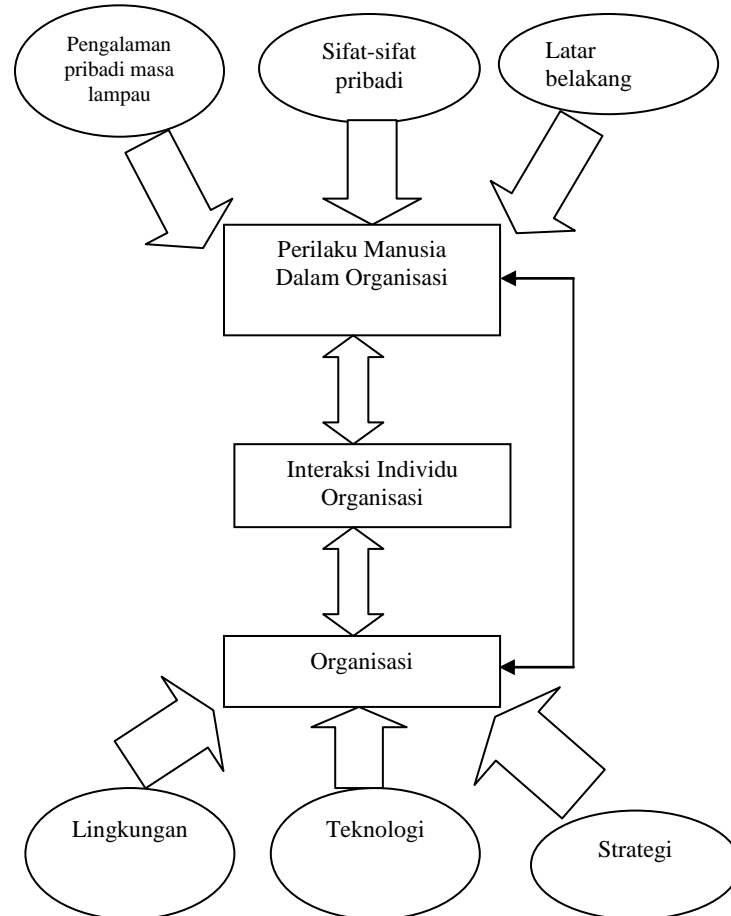 Pengalaman
pribadi masa
lampau
Sifat-sifat
pribadi
Latar
belakang
Perilaku Manusia
Dalam Organisasi
Interaksi Individu
Organisasi
Organisasi
Lingkungan
Teknologi
Strategi